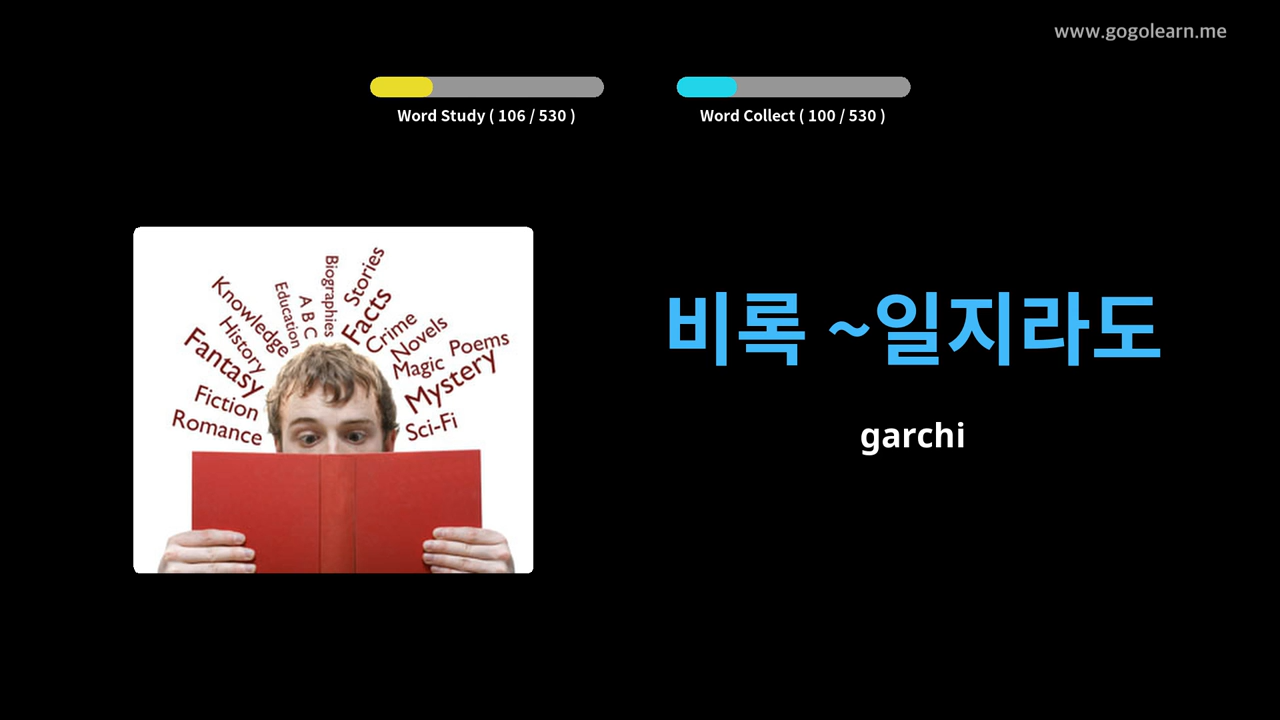 www.gogolearn.me
Word Study ( 106 / 530 )
Word Collect ( 100 / 530 )
Biographies
Stories
Education
A B C
Facts
Knowledge
Crime
History
Novels
Fantasy
Magic
Poems
Fiction
Mystery
Romance
Sci-Fi
비록 ~일지라도
garchi